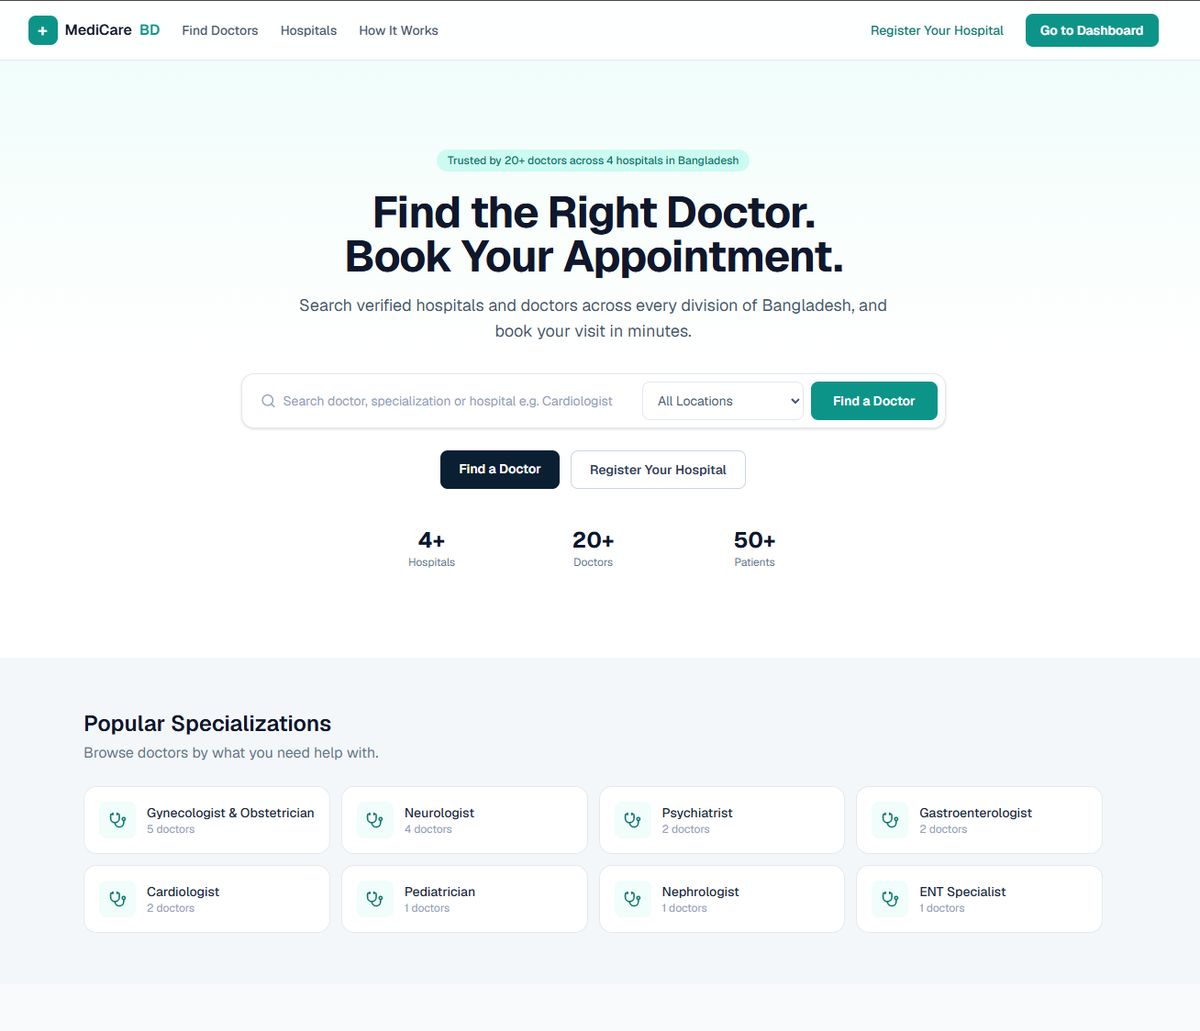 + MediCare BD Find Doctors Hospitals How It Works Register Your Hospital Go to Dashboard
Trusted by 20+ doctors across 4 hospitals in Bangladesh
Find the Right Doctor.
Book Your Appointment.
Search verified hospitals and doctors across every division of Bangladesh, and
book your visit in minutes.
Search doctor, specialization or hospital e.g. Cardiologist All Locations Find a Doctor
Find a Doctor Register Your Hospital
4+ 20+ 50+
Hospitals Doctors Patients
Popular Specializations
Browse doctors by what you need help with.
Gynecologist & Obstetrician Neurologist Psychiatrist Gastroenterologist
5 doctors 4 doctors 2 doctors 2 doctors
Cardiologist Pediatrician Nephrologist ENT Specialist
2 doctors 1 doctors 1 doctors 1 doctors